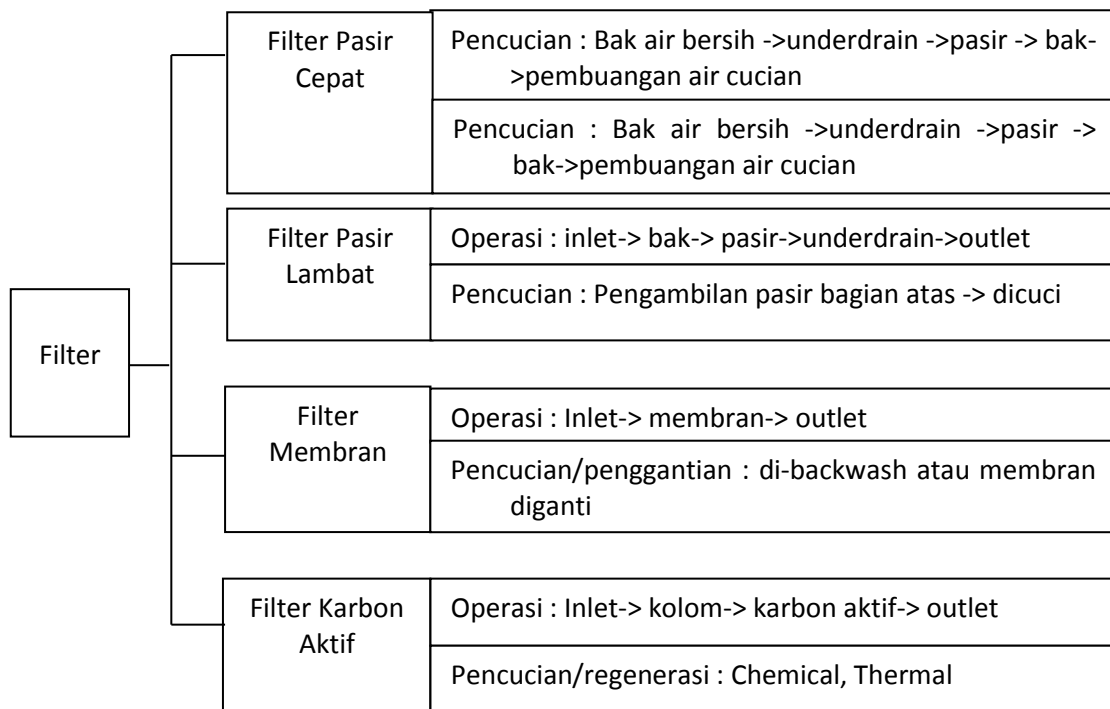 Filter
Filter Pasir
Cepat
Pencucian : Bak air bersih ->underdrain ->pasir -> bak-
>pembuangan air cucian
Pencucian : Bak air bersih ->underdrain ->pasir ->
bak->pembuangan air cucian
Filter Pasir
Lambat
Operasi : inlet-> bak-> pasir->underdrain->outlet
Pencucian : Pengambilan pasir bagian atas -> dicuci
Filter
Membran
Operasi : Inlet-> membran-> outlet
Pencucian/penggantian : di-backwash atau membran
diganti
Filter Karbon
Aktif
Operasi : Inlet-> kolom-> karbon aktif-> outlet
Pencucian/regenerasi : Chemical, Thermal